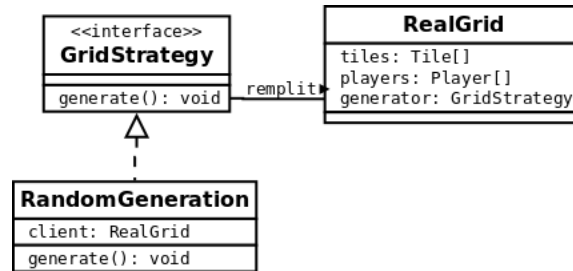 <<interface>>
GridStrategy
generate(): void
remplit
RealGrid
tiles: Tile[]
players: Player[]
generator: GridStrategy
RandomGeneration
client: RealGrid
generate(): void